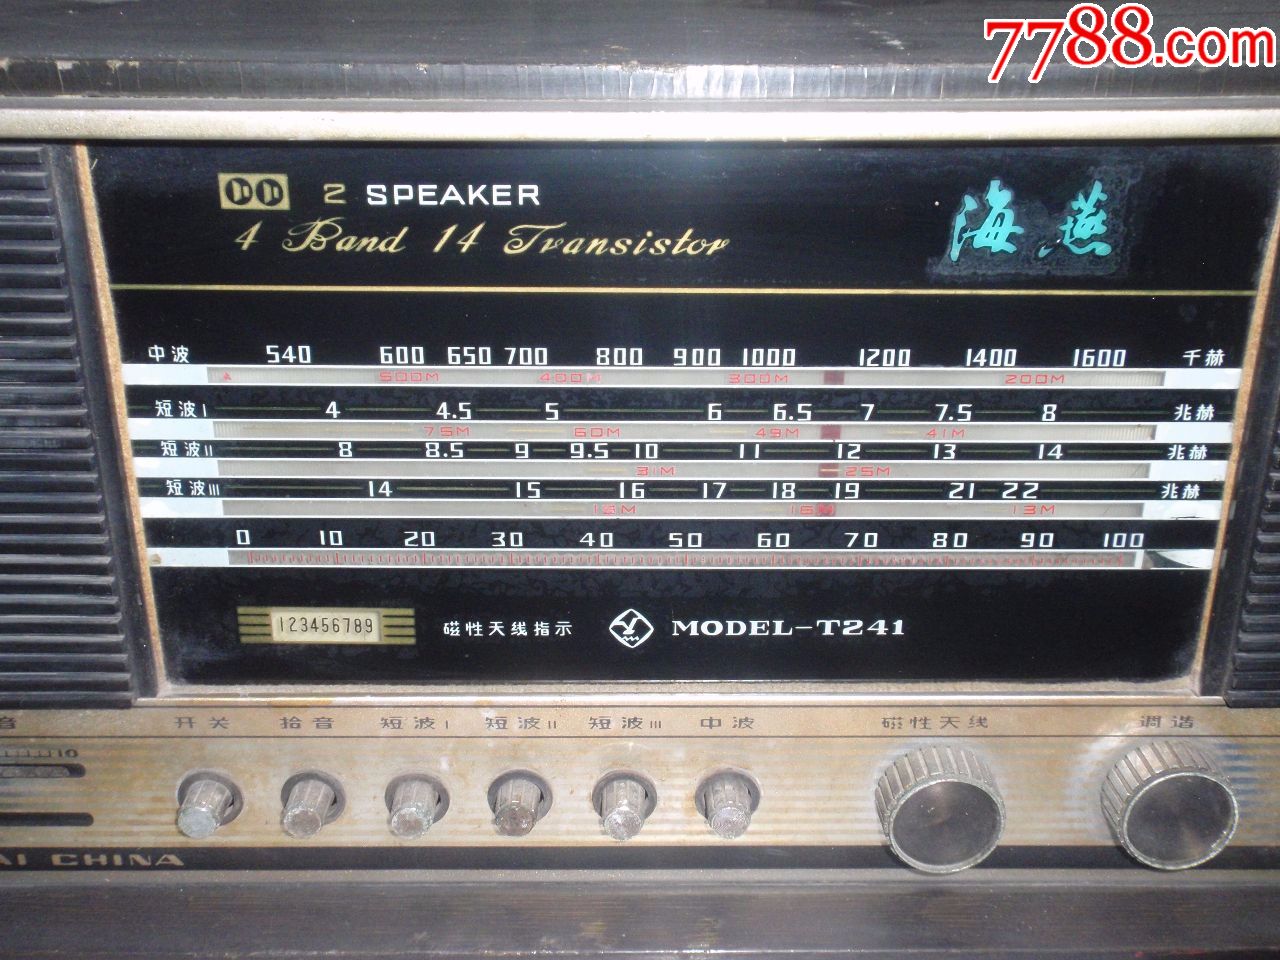 7788.com
2 SPEAKER
海燕
4 Band 14 Transistor
中波 540 600 650 700 800 900 1000 1200 1400 1600 千赫
500M 400M 300M 200M
短波I 4 4.5 5 6 6.5 7 7.5 8 兆赫
75M 60M 49M 41M
短波II 8 8.5 9 9.5 10 11 12 13 14 兆赫
31M 25M
短波III 14 15 16 17 18 19 21 22 兆赫
19M 16M 13M
0 10 20 30 40 50 60 70 80 90 100
123456789 磁性天线指示 MODEL-T241
音 开关 拾音 短波I 短波II 短波III 中波 磁性天线 调谐
10
AI CHINA